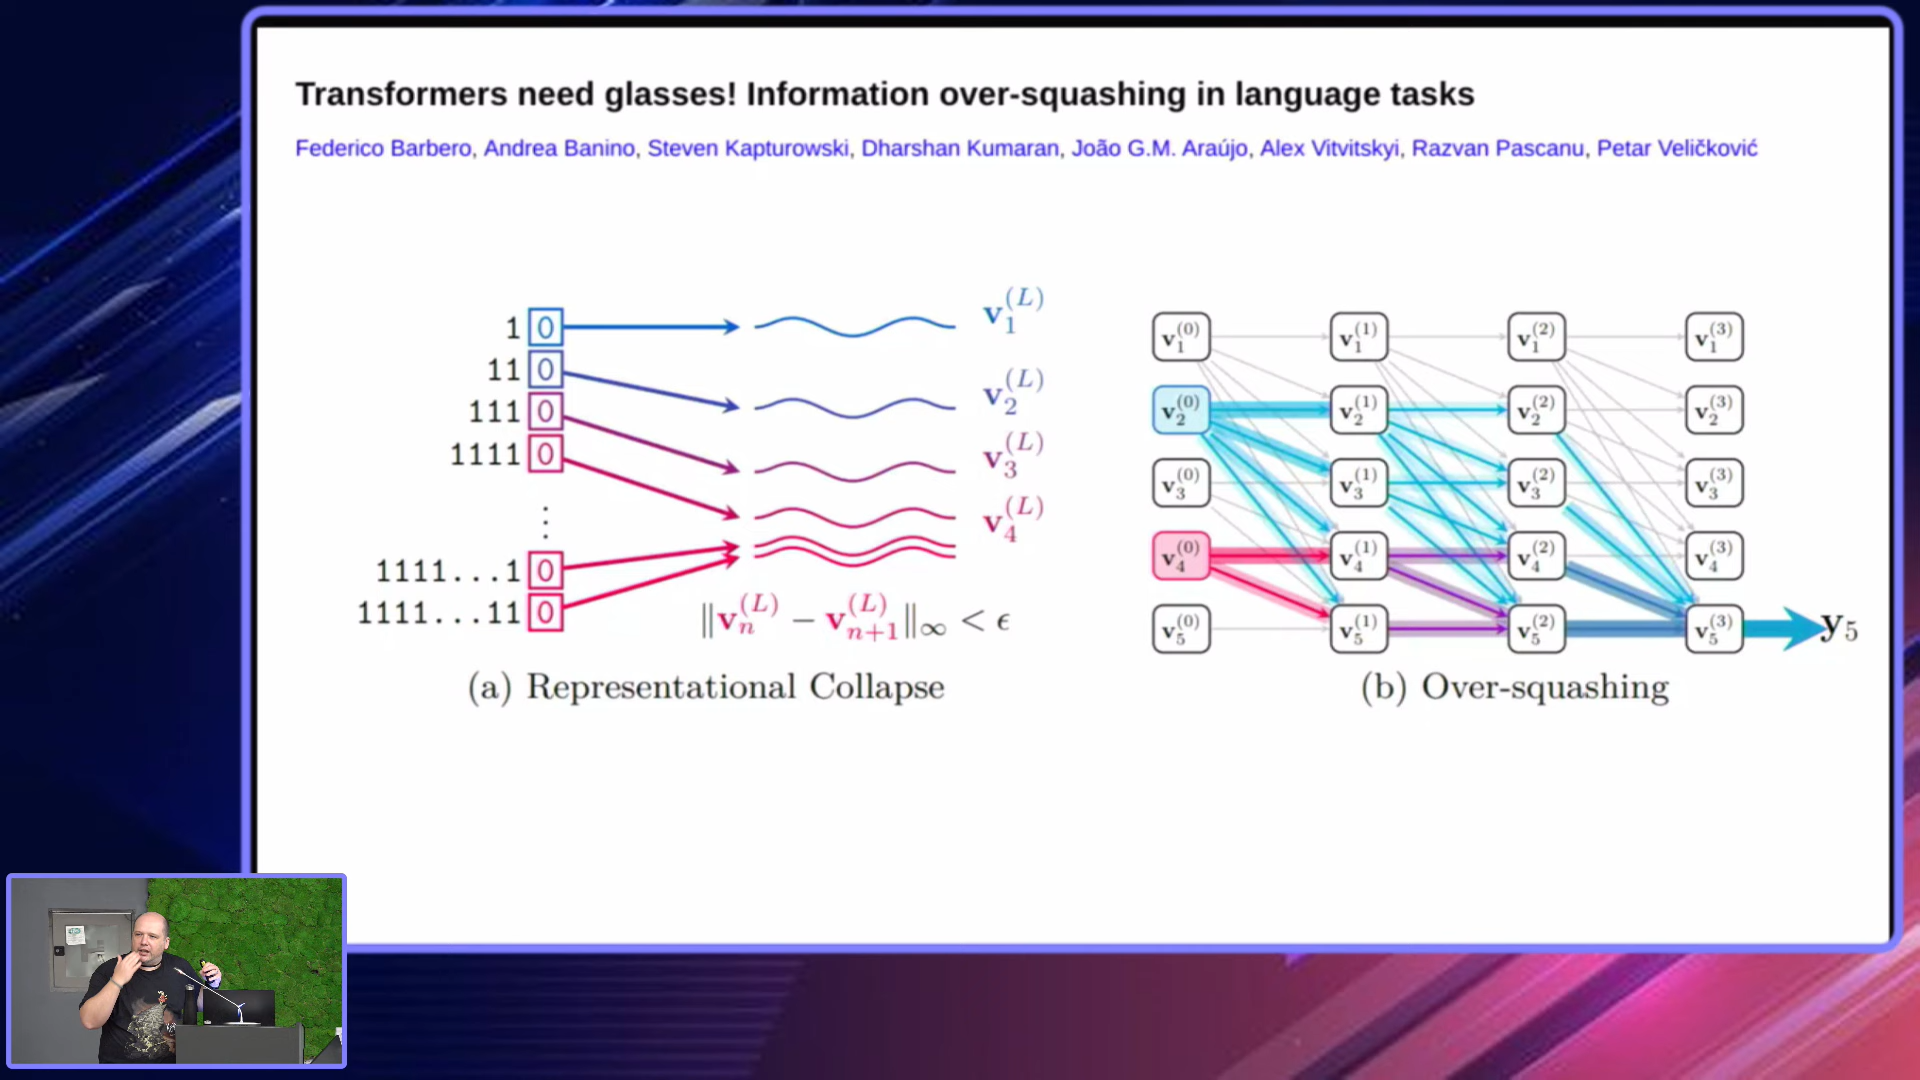 Transformers need glasses! Information over-squashing in language tasks
Federico Barbero, Andrea Banino, Steven Kapturowski, Dharshan Kumaran, João G.M. Araújo, Alex Vitvitskyi, Razvan Pascanu, Petar Veličković
1 0
11 0
111 0
1111 0
⋮
1111...1 0
1111...11 0
v₁^(L)
v₂^(L)
v₃^(L)
v₄^(L)
‖v_n^(L) − v_{n+1}^(L)‖_∞ < ϵ
(a) Representational Collapse
v₁^(0) v₁^(1) v₁^(2) v₁^(3)
v₂^(0) v₂^(1) v₂^(2) v₂^(3)
v₃^(0) v₃^(1) v₃^(2) v₃^(3)
v₄^(0) v₄^(1) v₄^(2) v₄^(3)
v₅^(0) v₅^(1) v₅^(2) v₅^(3) y₅
(b) Over-squashing